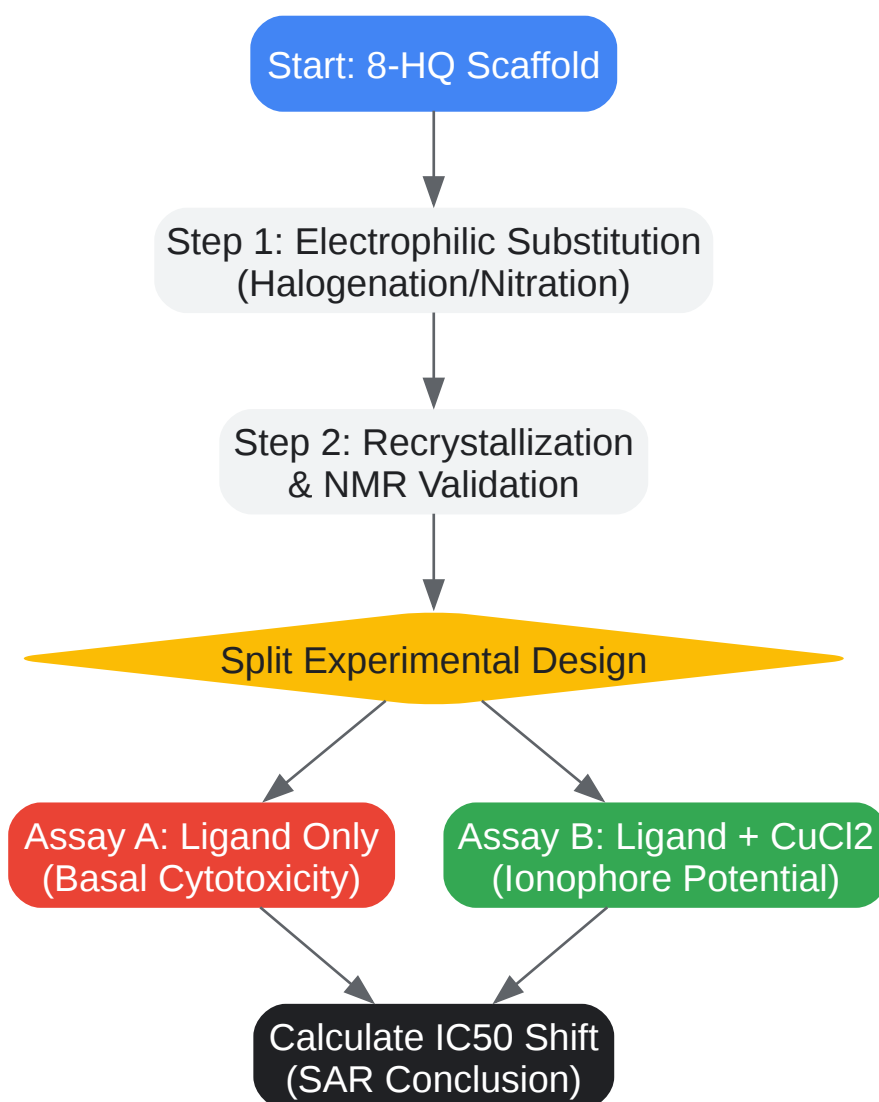 Start: 8-HQ Scaffold
Step 1: Electrophilic Substitution
(Halogenation/Nitration)
Step 2: Recrystallization
& NMR Validation
Split Experimental Design
Assay A: Ligand Only
(Basal Cytotoxicity)
Assay B: Ligand + CuCl2
(Ionophore Potential)
Calculate IC50 Shift
(SAR Conclusion)